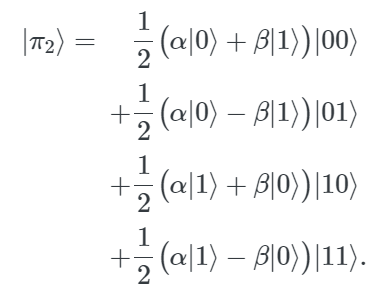 |π₂⟩ = 1/2 (α|0⟩ + β|1⟩)|00⟩
+ 1/2 (α|0⟩ − β|1⟩)|01⟩
+ 1/2 (α|1⟩ + β|0⟩)|10⟩
+ 1/2 (α|1⟩ − β|0⟩)|11⟩.